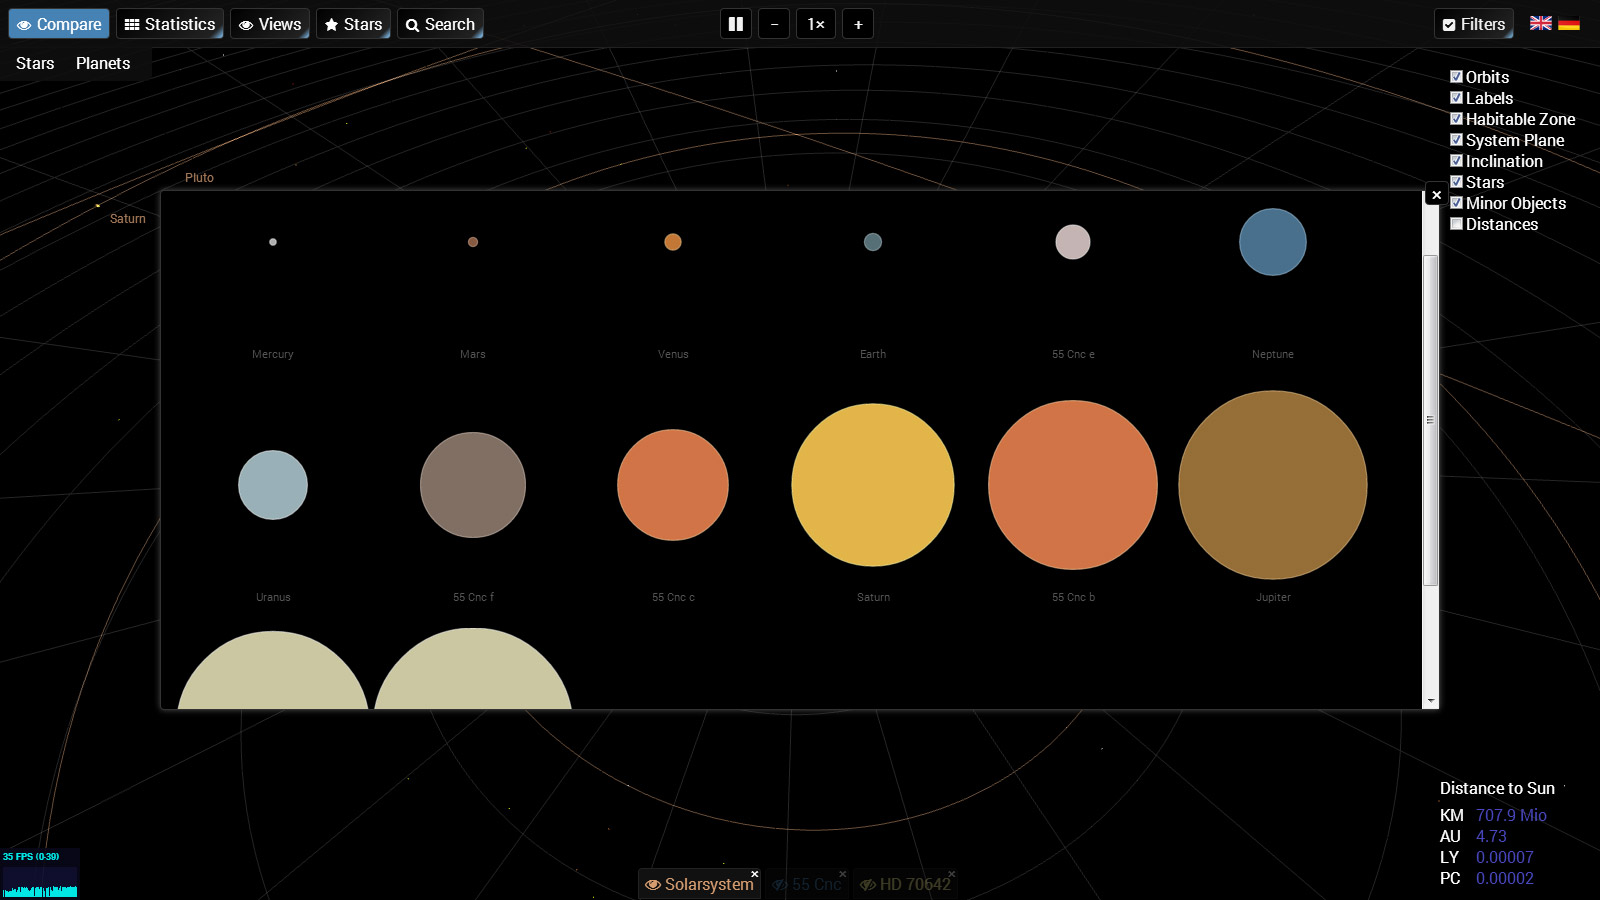 Compare Statistics Views Stars Search 1× Filters
Stars Planets
Orbits
Labels
Habitable Zone
System Plane
Inclination
Stars
Minor Objects
Distances
Pluto
Saturn
Mercury Mars Venus Earth 55 Cnc e Neptune
Uranus 55 Cnc f 55 Cnc c Saturn 55 Cnc b Jupiter
Distance to Sun
KM 707.9 Mio
AU 4.73
LY 0.00007
PC 0.00002
35 FPS (0-39)
Solarsystem 55 Cnc HD 70642